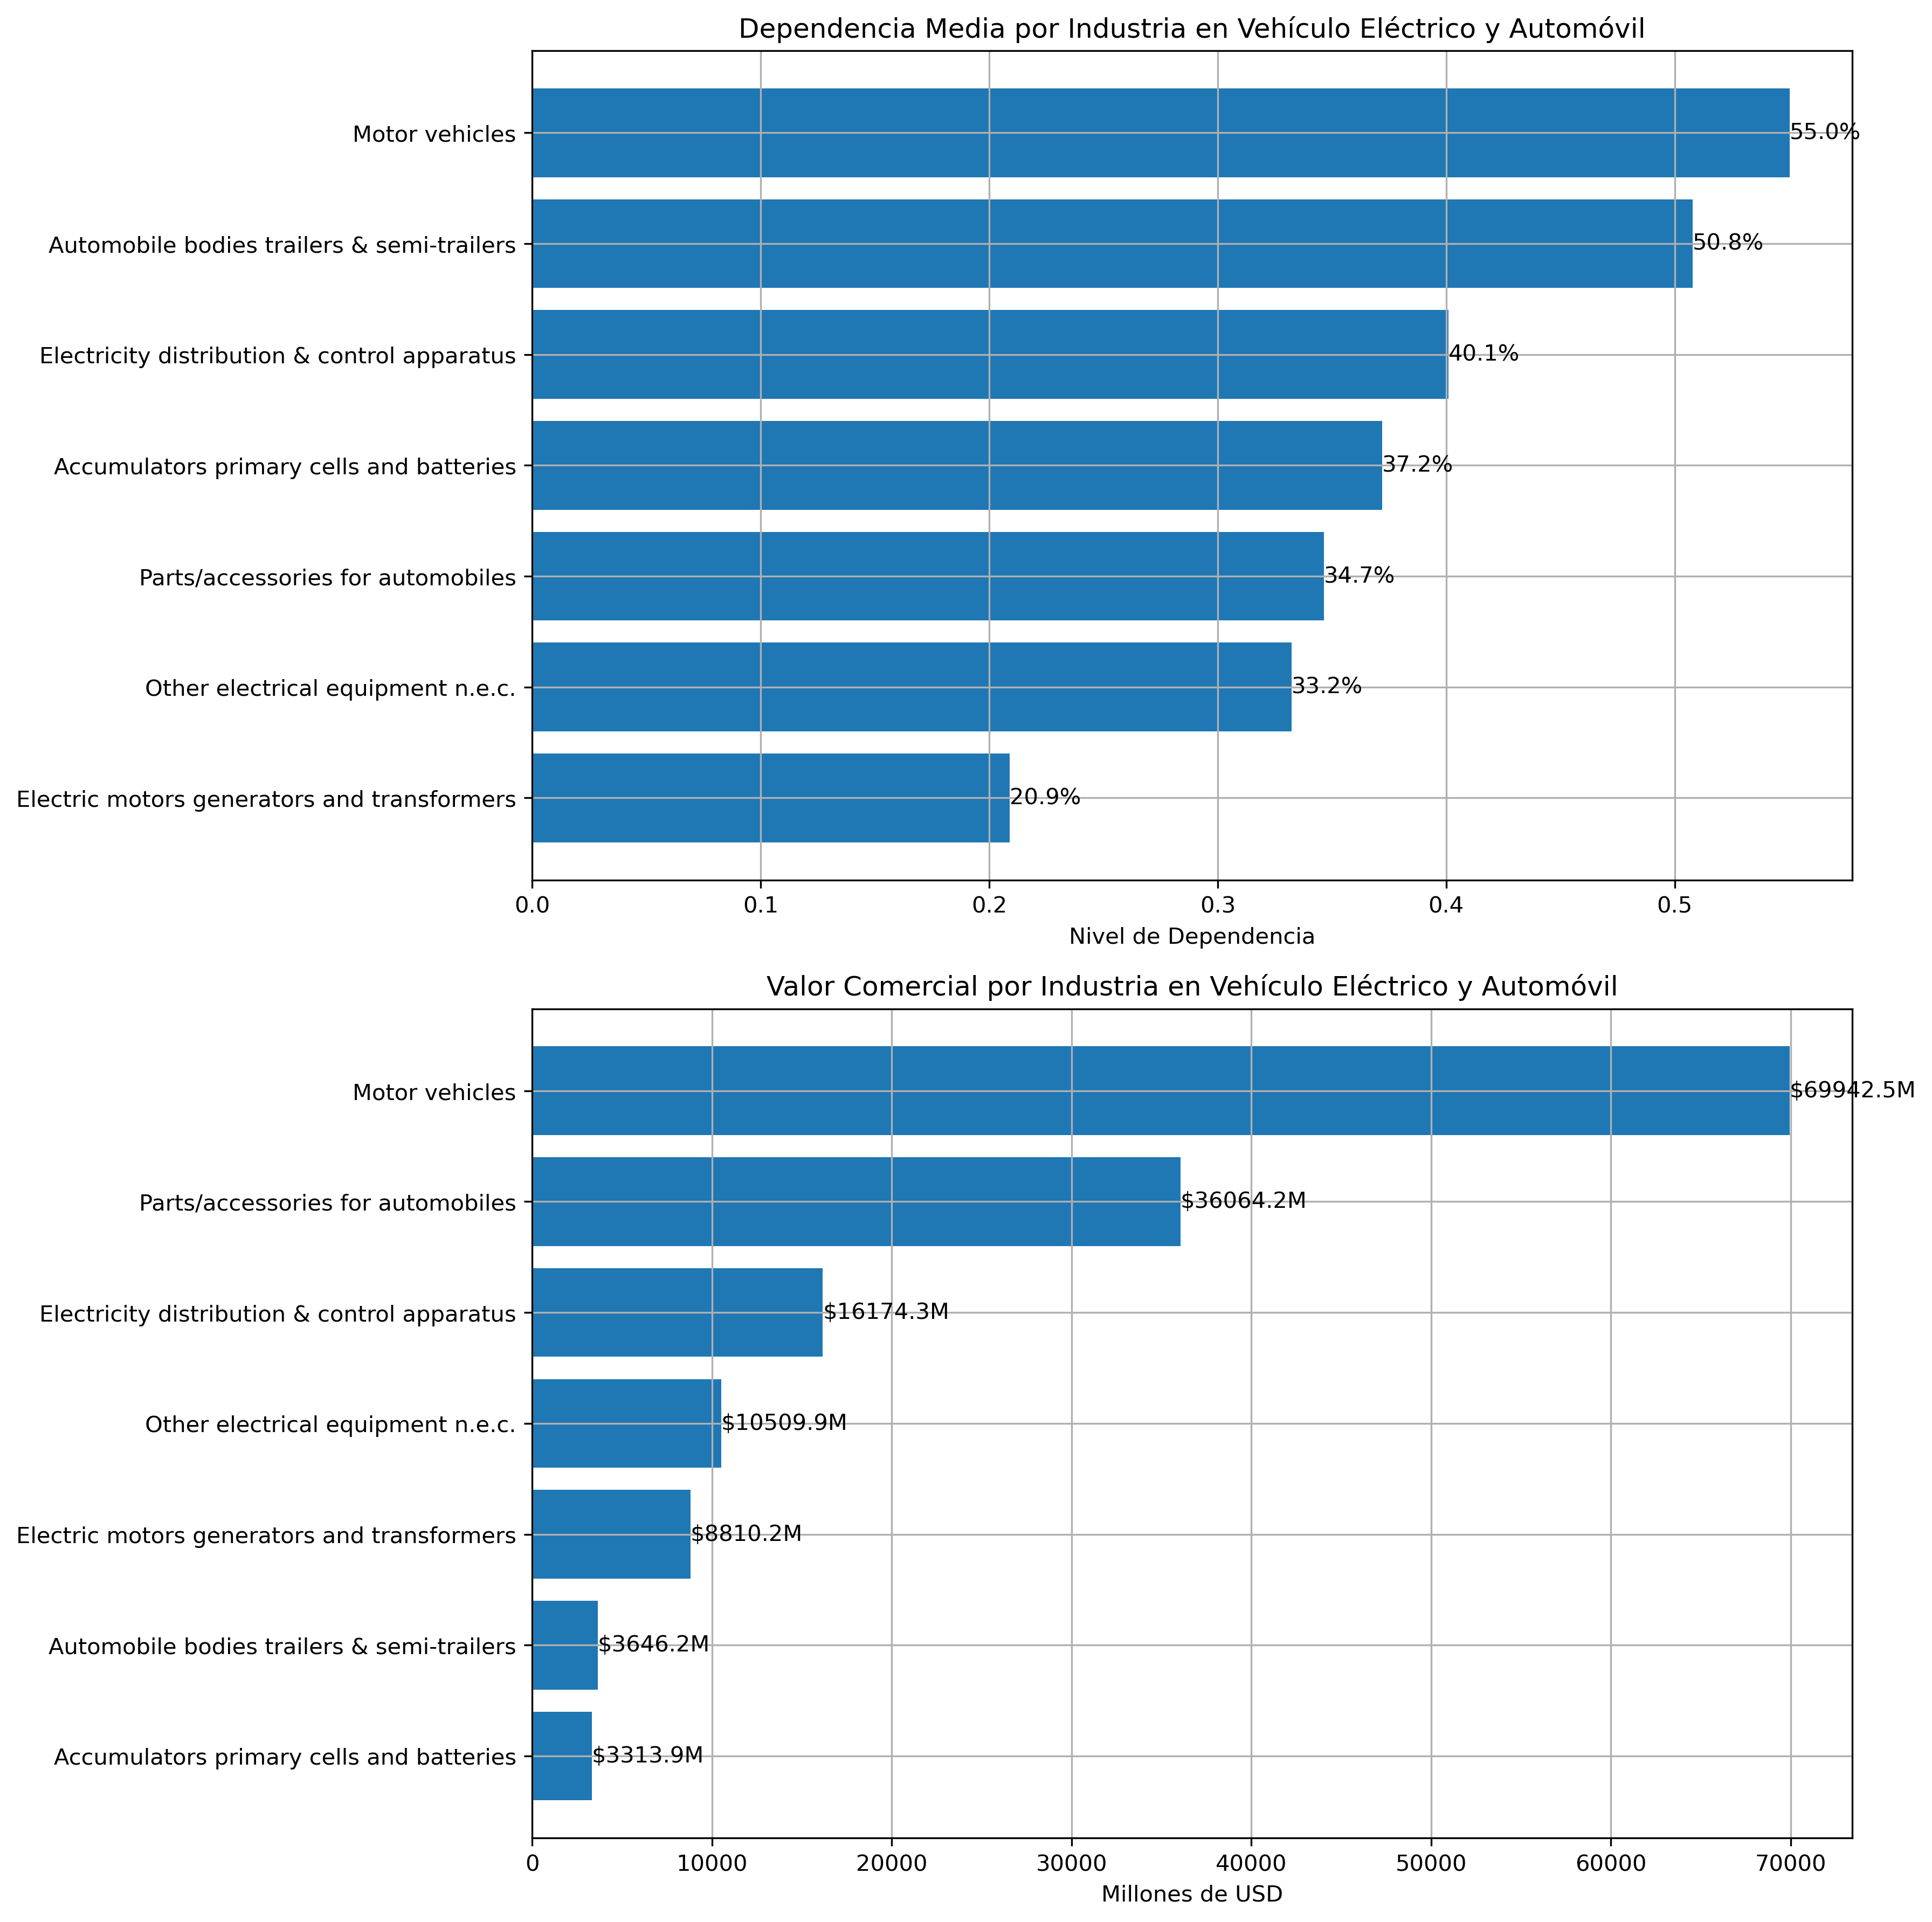 Dependencia Media por Industria en Vehículo Eléctrico y Automóvil
Motor vehicles
55.0%
Automobile bodies trailers & semi-trailers
50.8%
Electricity distribution & control apparatus
40.1%
Accumulators primary cells and batteries
37.2%
Parts/accessories for automobiles
34.7%
Other electrical equipment n.e.c.
33.2%
Electric motors generators and transformers
20.9%
0.0 0.1 0.2 0.3 0.4 0.5
Nivel de Dependencia
Valor Comercial por Industria en Vehículo Eléctrico y Automóvil
Motor vehicles
$69942.5M
Parts/accessories for automobiles
$36064.2M
Electricity distribution & control apparatus
$16174.3M
Other electrical equipment n.e.c.
$10509.9M
Electric motors generators and transformers
$8810.2M
Automobile bodies trailers & semi-trailers
$3646.2M
Accumulators primary cells and batteries
$3313.9M
0 10000 20000 30000 40000 50000 60000 70000
Millones de USD